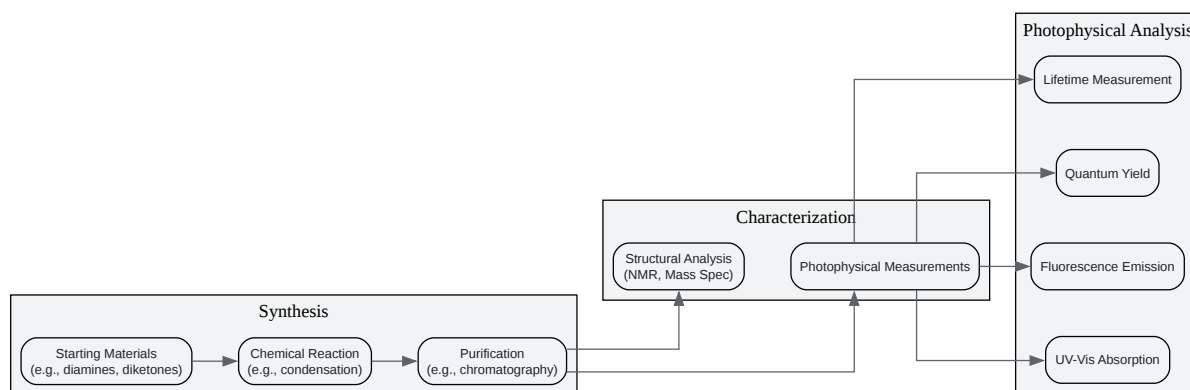 Photophysical Analysis
Lifetime Measurement
Quantum Yield
Characterization
Structural Analysis
(NMR, Mass Spec)
Photophysical Measurements
Fluorescence Emission
Synthesis
Starting Materials
(e.g., diamines, diketones)
Chemical Reaction
(e.g., condensation)
Purification
(e.g., chromatography)
UV-Vis Absorption